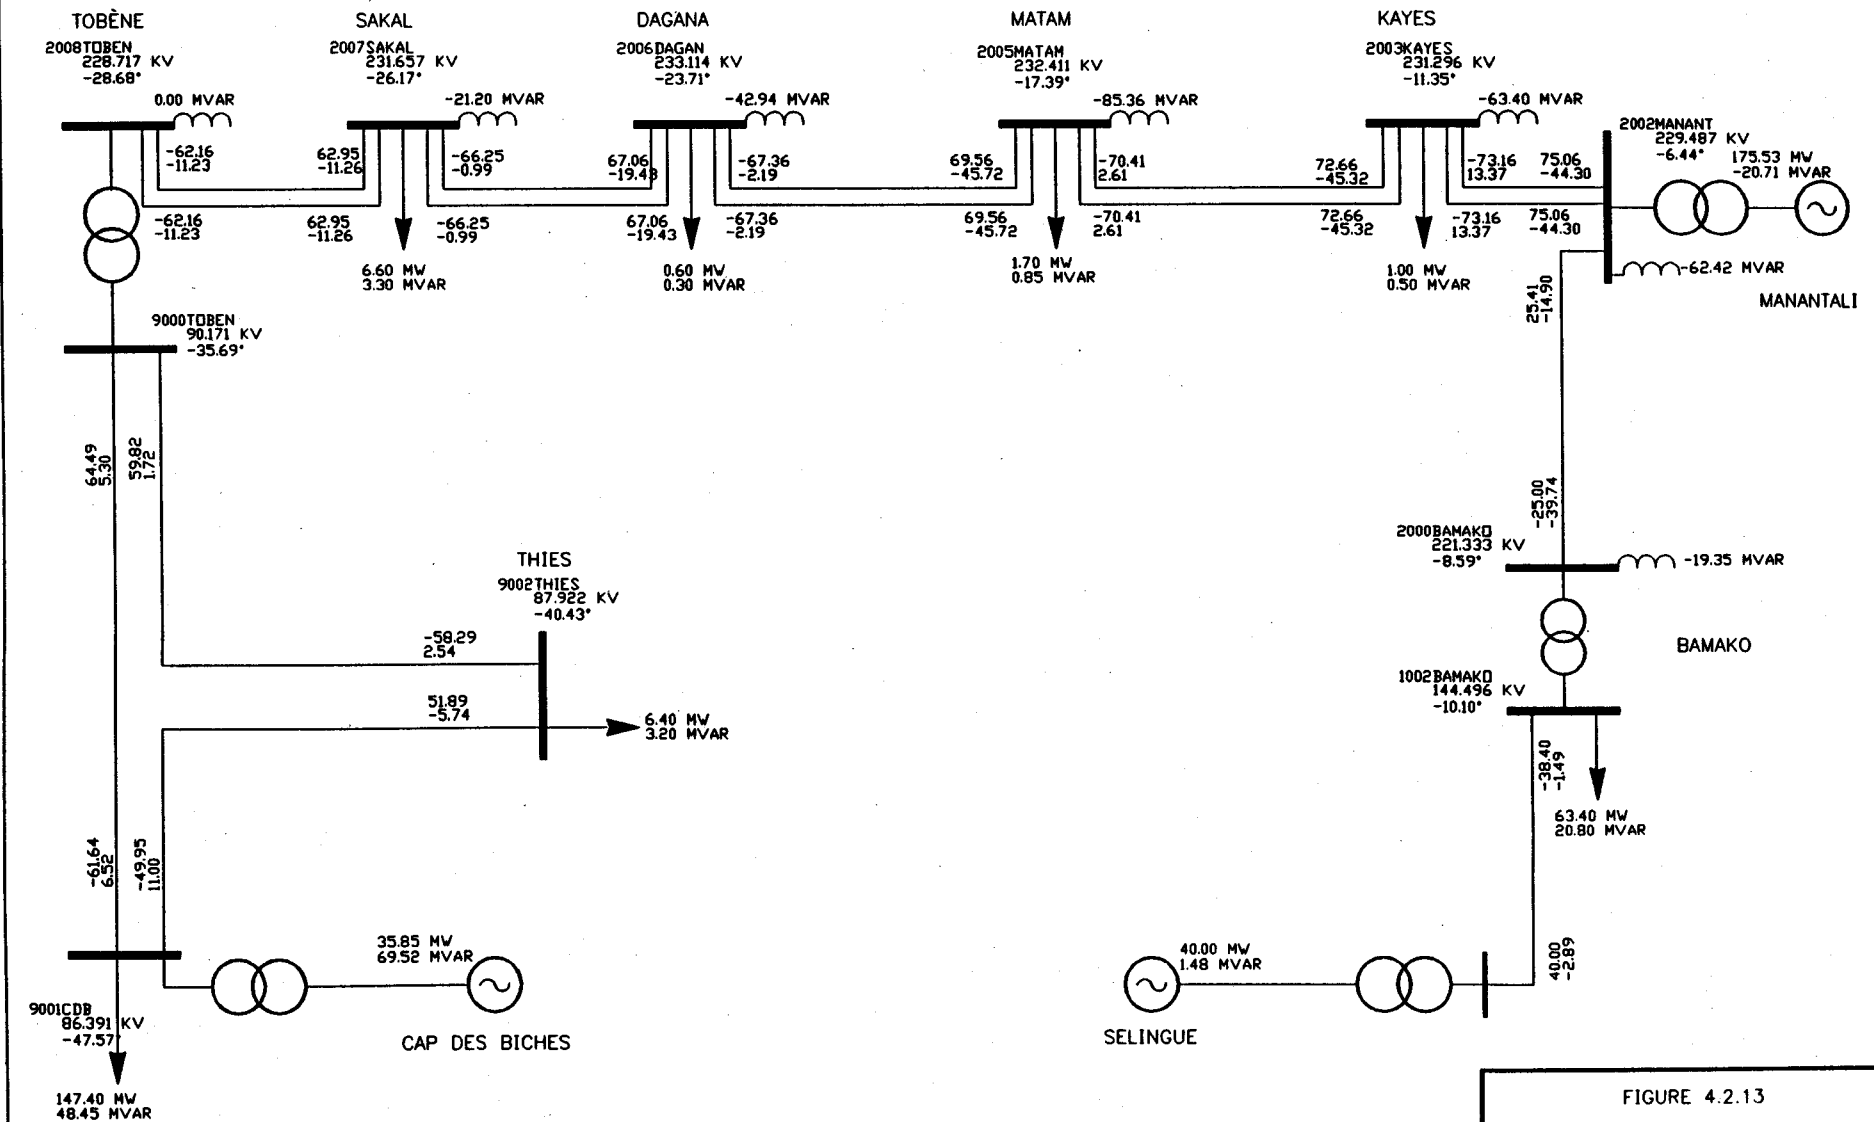 TOBÈNE
2008TOBEN
228.717 KV
-28.68°
0.00 MVAR
-62.16
-11.23
-62.16
-11.23
SAKAL
2007SAKAL
231.657 KV
-26.17°
-21.20 MVAR
62.95
-11.26
62.95
-11.26
-66.25
-0.99
-66.25
-0.99
6.60 MW
3.30 MVAR
DAGANA
2006DAGAN
233.114 KV
-23.71°
-42.94 MVAR
67.06
-19.43
67.06
-19.43
-67.36
-2.19
-67.36
-2.19
0.60 MW
0.30 MVAR
MATAM
2005MATAM
232.411 KV
-17.39°
-85.36 MVAR
69.56
-45.72
69.56
-45.72
-70.41
2.61
-70.41
2.61
1.70 MW
0.85 MVAR
KAYES
2003KAYES
231.296 KV
-11.35°
-63.40 MVAR
72.66
-45.32
72.66
-45.32
-73.16
13.37
-73.16
13.37
1.00 MW
0.50 MVAR
2002MANANT
229.487 KV
-6.44°
75.06
-44.30
75.06
-44.30
175.53 MW
-20.71 MVAR
-62.42 MVAR
MANANTALI
25.41
-14.90
-25.00
-39.74
2000BAMAKO
221.333 KV
-8.59°
-19.35 MVAR
BAMAKO
1002BAMAKO
144.496 KV
-10.10°
-38.40
-1.49
63.40 MW
20.80 MVAR
40.00
-2.89
40.00 MW
1.48 MVAR
SELINGUE
9000TOBEN
90.171 KV
-35.69°
64.49
5.30
59.82
1.72
THIES
9002THIES
87.922 KV
-40.43°
-58.29
2.54
51.89
-5.74
6.40 MW
3.20 MVAR
-61.64
6.52
-49.95
11.00
35.85 MW
69.52 MVAR
9001CDB
86.391 KV
-47.57°
CAP DES BICHES
147.40 MW
48.45 MVAR
FIGURE 4.2.13